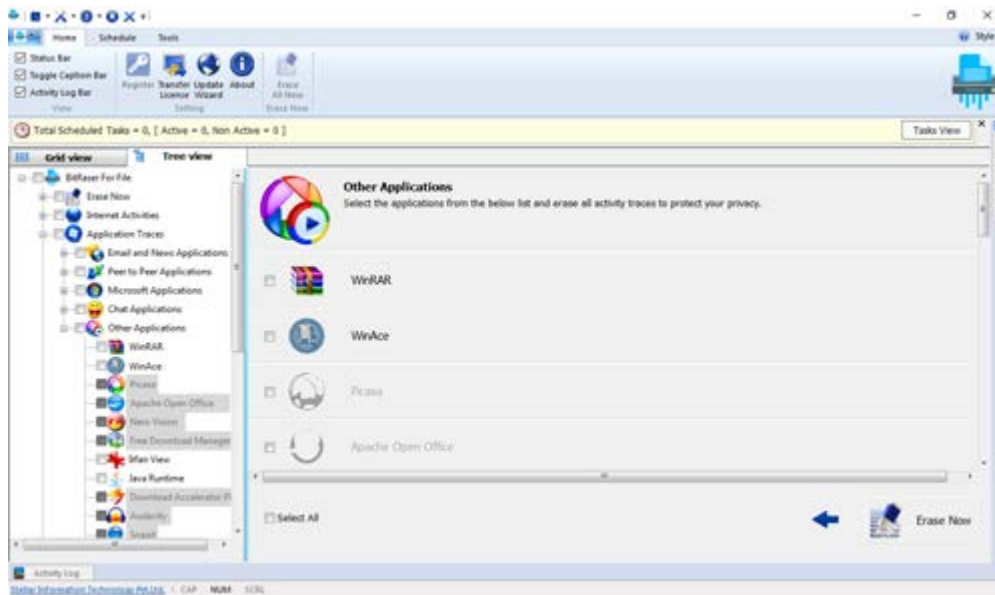 Home Schedule Tools Style
Status Bar
Toggle Caption Bar
Activity Log Bar
View
Register Transfer License Update Wizard About
Setting
Erase All Now
Erase Now
Total Scheduled Tasks = 0, [ Active = 0, Non Active = 0 ] Tasks View
Grid view Tree view
BitRaser For File
Erase Now
Internet Activities
Application Traces
Email and News Applications
Peer to Peer Applications
Microsoft Applications
Chat Applications
Other Applications
WinRAR
WinAce
Picasa
Apache Open Office
Nero Vision
Free Download Manager
Irfan View
Java Runtime
Download Accelerator
Audacity
SnagIt
Other Applications
Select the applications from the below list and erase all activity traces to protect your privacy.
WinRAR
WinAce
Picasa
Apache Open Office
Select All Erase Now
Activity Log
Stellar Information Technology Pvt Ltd. CAP NUM SCRL